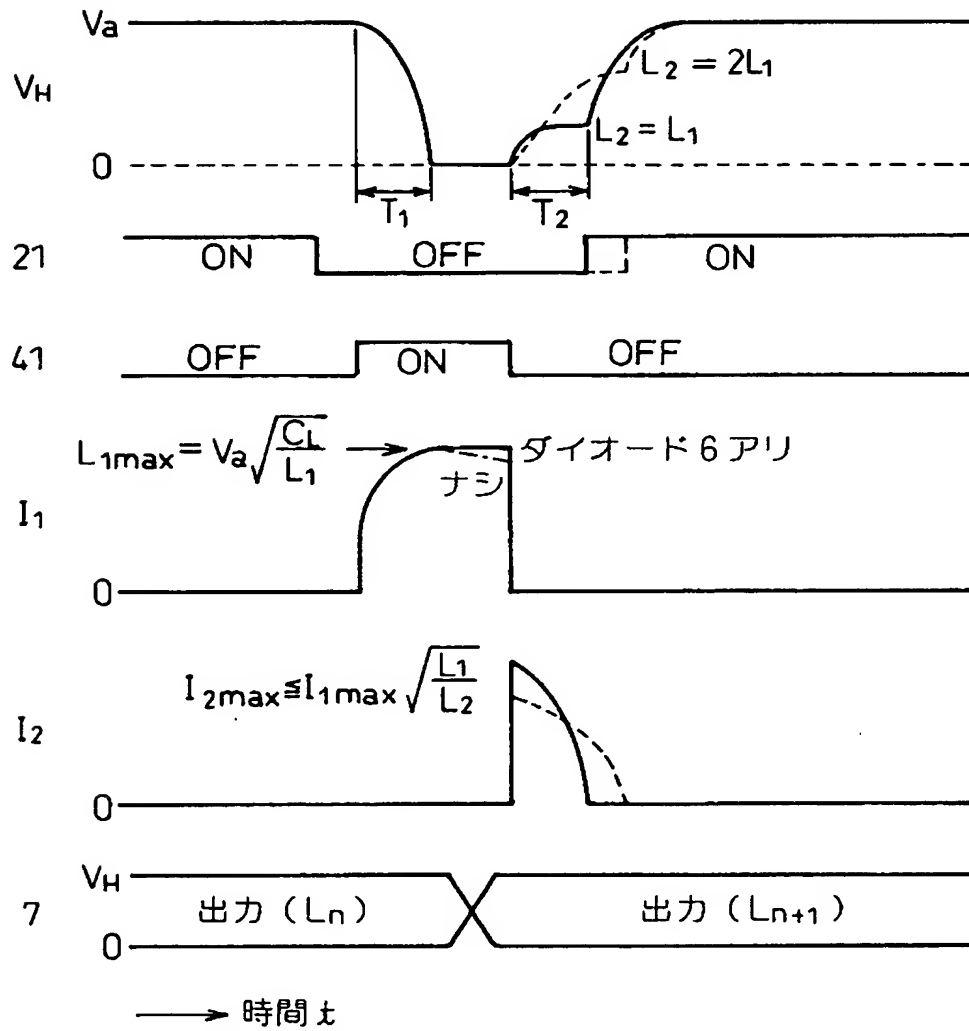 Va
VH
0
L2 = 2L1
L2 = L1
T1
T2
21
ON
OFF
ON
41
OFF
ON
OFF
L1max = Va√(CL/L1)
ダイオード6アリ
ナシ
I1
0
I2max ≦ I1max √(L1/L2)
I2
0
VH
7
出力 (Ln)
出力 (Ln+1)
0
時間 t